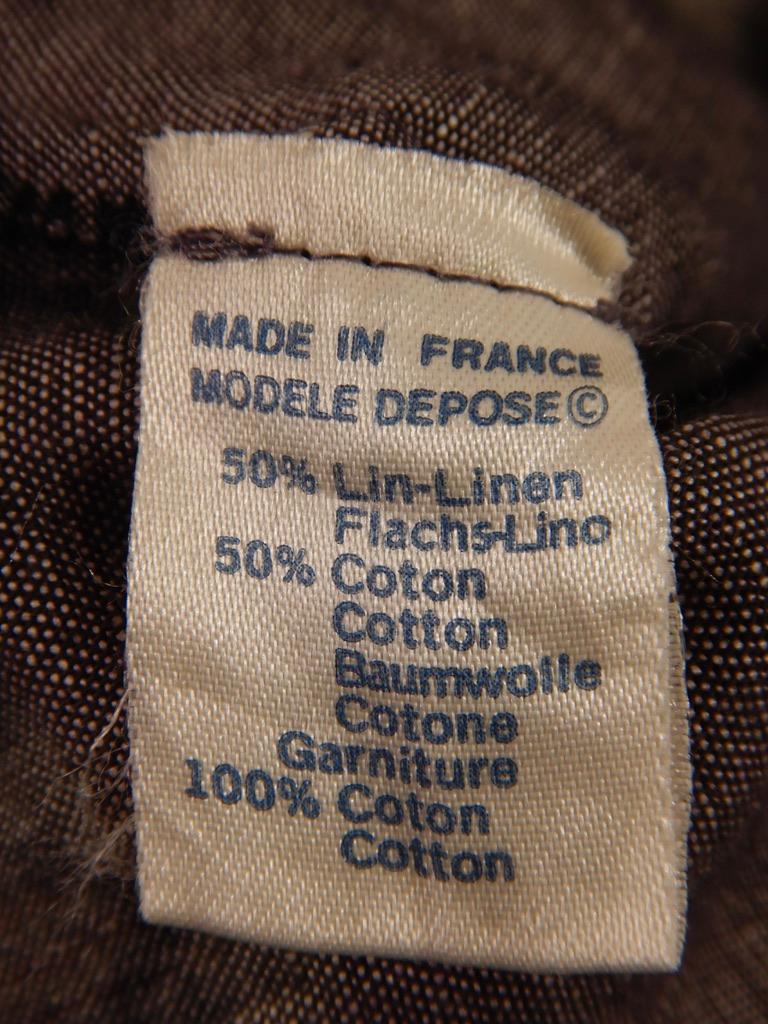 MADE IN FRANCE
MODELE DEPOSE©
50% Lin-Linen
Flachs-Lino
50% Coton
Cotton
Baumwolle
Cotone
Garniture
100% Coton
Cotton